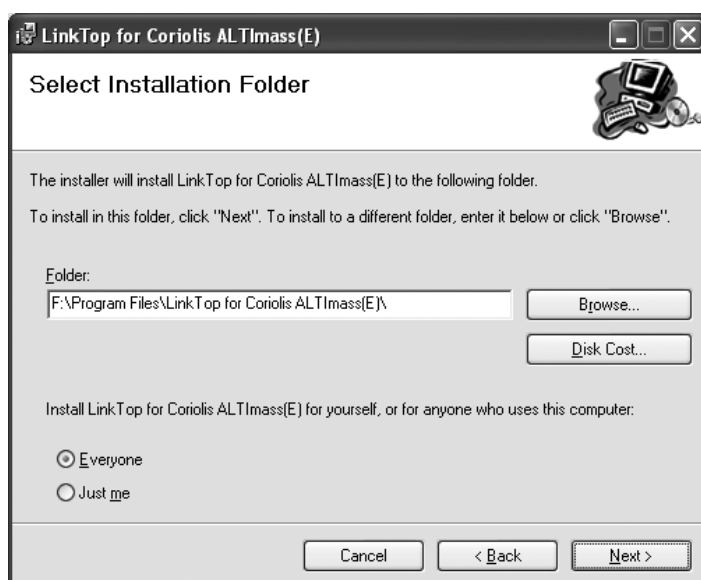 LinkTop for Coriolis ALTImass(E)
Select Installation Folder
The installer will install LinkTop for Coriolis ALTImass(E) to the following folder.
To install in this folder, click "Next". To install to a different folder, enter it below or click "Browse".
Folder:
F:\Program Files\LinkTop for Coriolis ALTImass(E)\
Browse...
Disk Cost...
Install LinkTop for Coriolis ALTImass(E) for yourself, or for anyone who uses this computer:
Everyone
Just me
Cancel
< Back
Next >